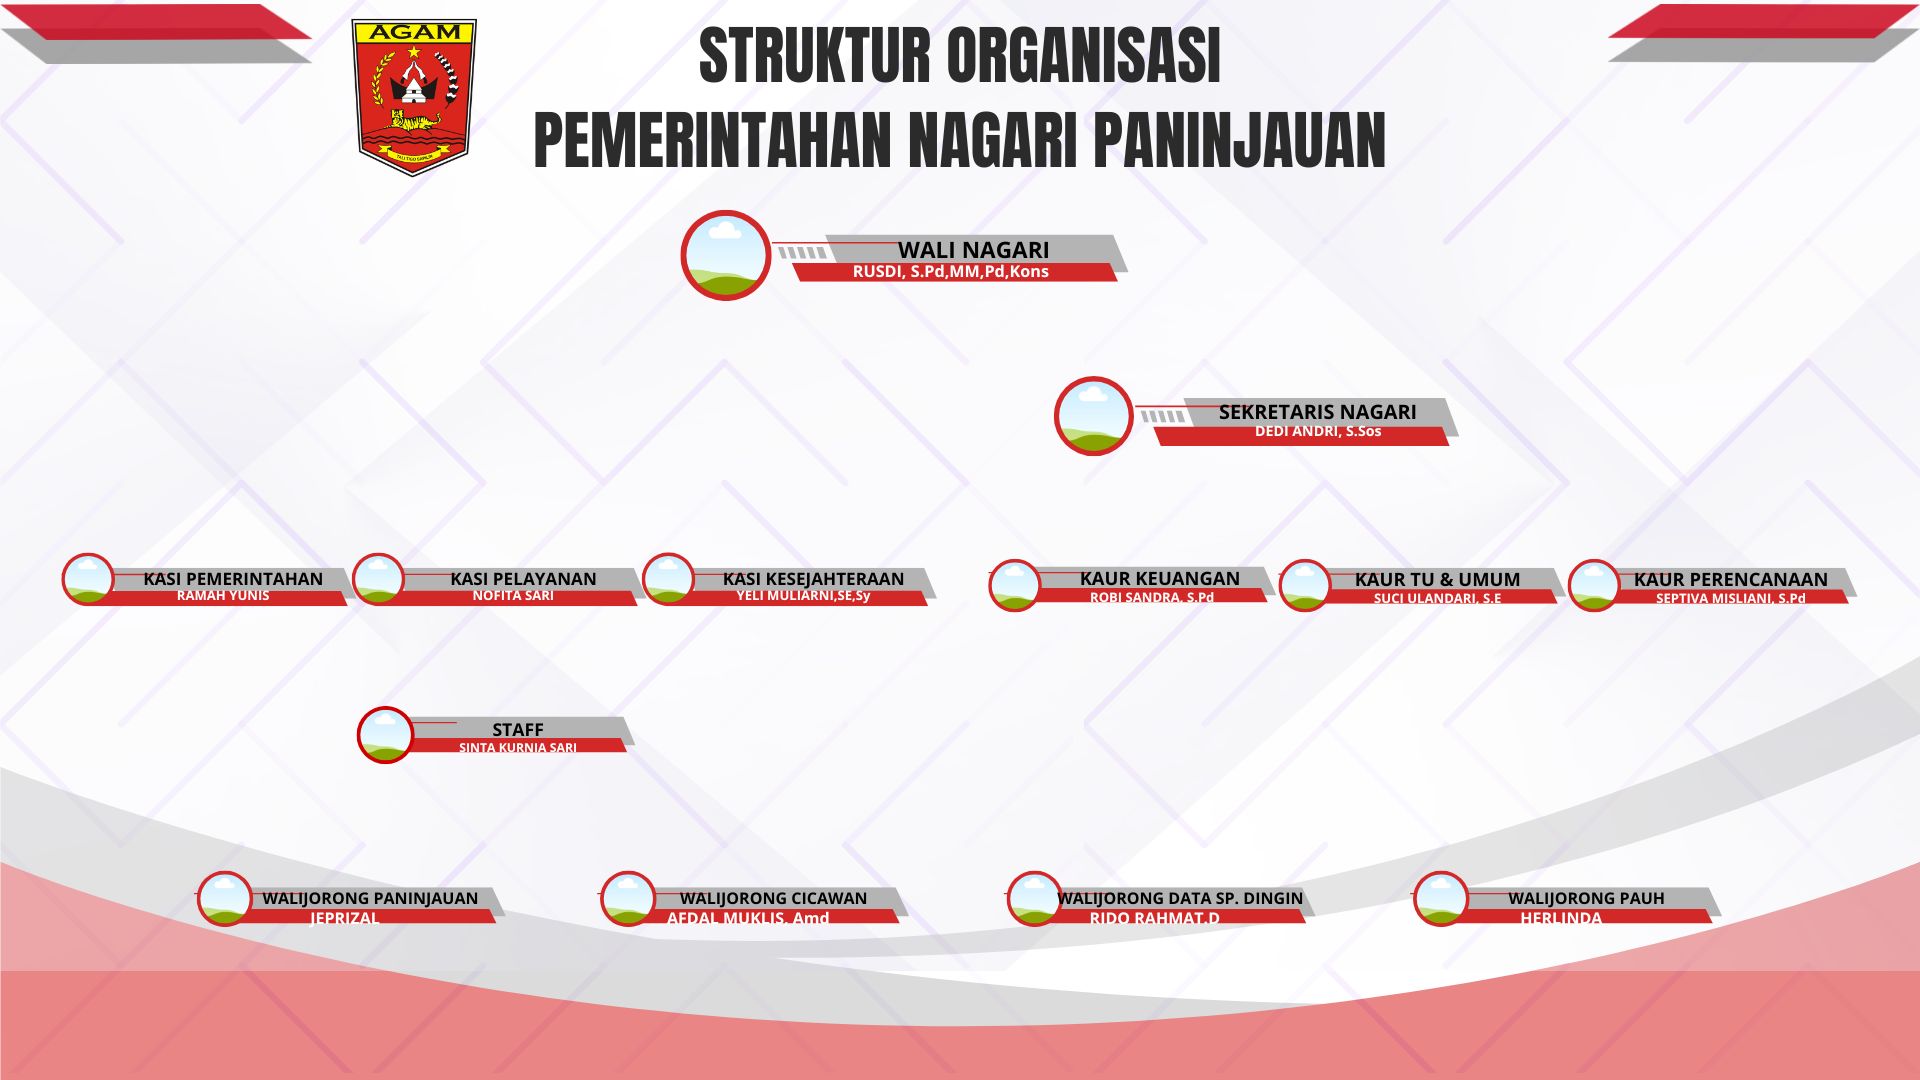 AGAM
STRUKTUR ORGANISASI
PEMERINTAHAN NAGARI PANINJAUAN
WALI NAGARI
RUSDI, S.Pd,MM,Pd,Kons
SEKRETARIS NAGARI
DEDI ANDRI, S.Sos
KASI PEMERINTAHAN
RAMAH YUNIS
KASI PELAYANAN
NOFITA SARI
KASI KESEJAHTERAAN
YELI MULIARNI,SE,Sy
KAUR KEUANGAN
ROBI SANDRA, S.Pd
KAUR TU & UMUM
SUCI ULANDARI, S.E
KAUR PERENCANAAN
SEPTIVA MISLIANI, S.Pd
STAFF
SINTA KURNIA SARI
WALIJORONG PANINJAUAN
JEPRIZAL
WALIJORONG CICAWAN
AFDAL MUKLIS, Amd
WALIJORONG DATA SP. DINGIN
RIDO RAHMAT.D
WALIJORONG PAUH
HERLINDA